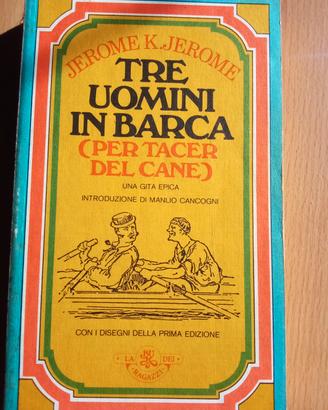 JEROME K. JEROME
TRE
UOMINI
IN BARCA
(PER TACER
DEL CANE)
UNA GITA EPICA
INTRODUZIONE DI MANLIO CANCOGNI
CON I DISEGNI DELLA PRIMA EDIZIONE
LA BUR DEI
RAGAZZI